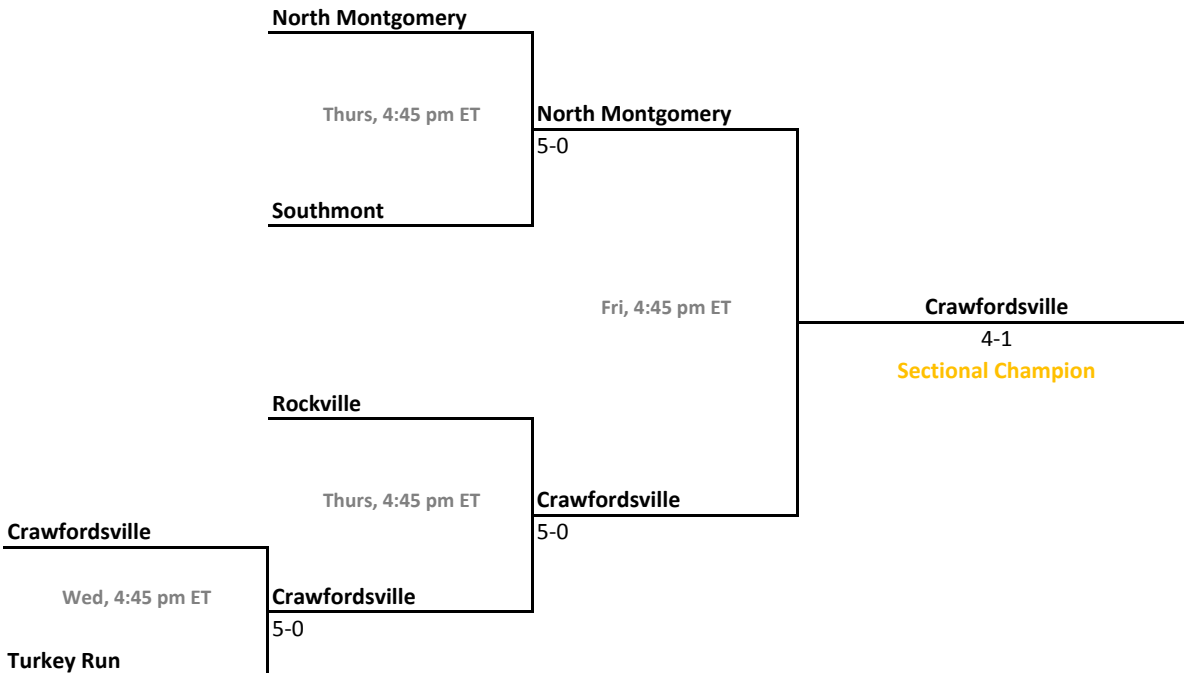 North Montgomery
Thurs, 4:45 pm ET
North Montgomery
5-0
Southmont
Fri, 4:45 pm ET
Crawfordsville
4-1
Sectional Champion
Rockville
Thurs, 4:45 pm ET
Crawfordsville
5-0
Crawfordsville
Wed, 4:45 pm ET
Crawfordsville
5-0
Turkey Run